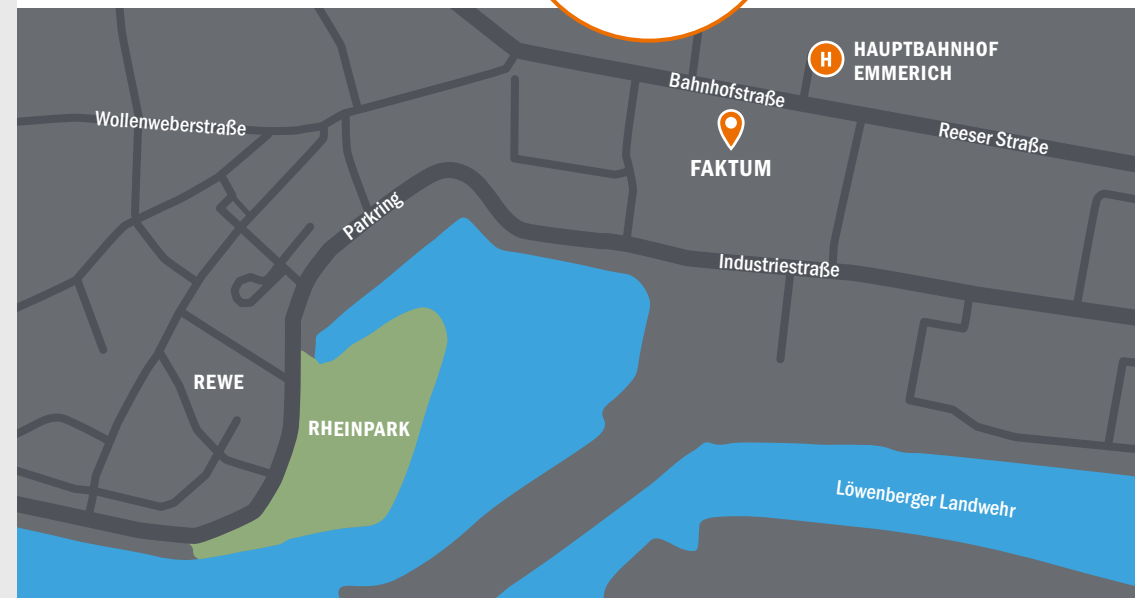 H
HAUPTBAHNHOF
EMMERICH
Bahnhofstraße
Wollenweberstraße
Reeser Straße
FAKTUM
Parkring
Industriestraße
REWE
RHEINPARK
Löwenberger Landwehr